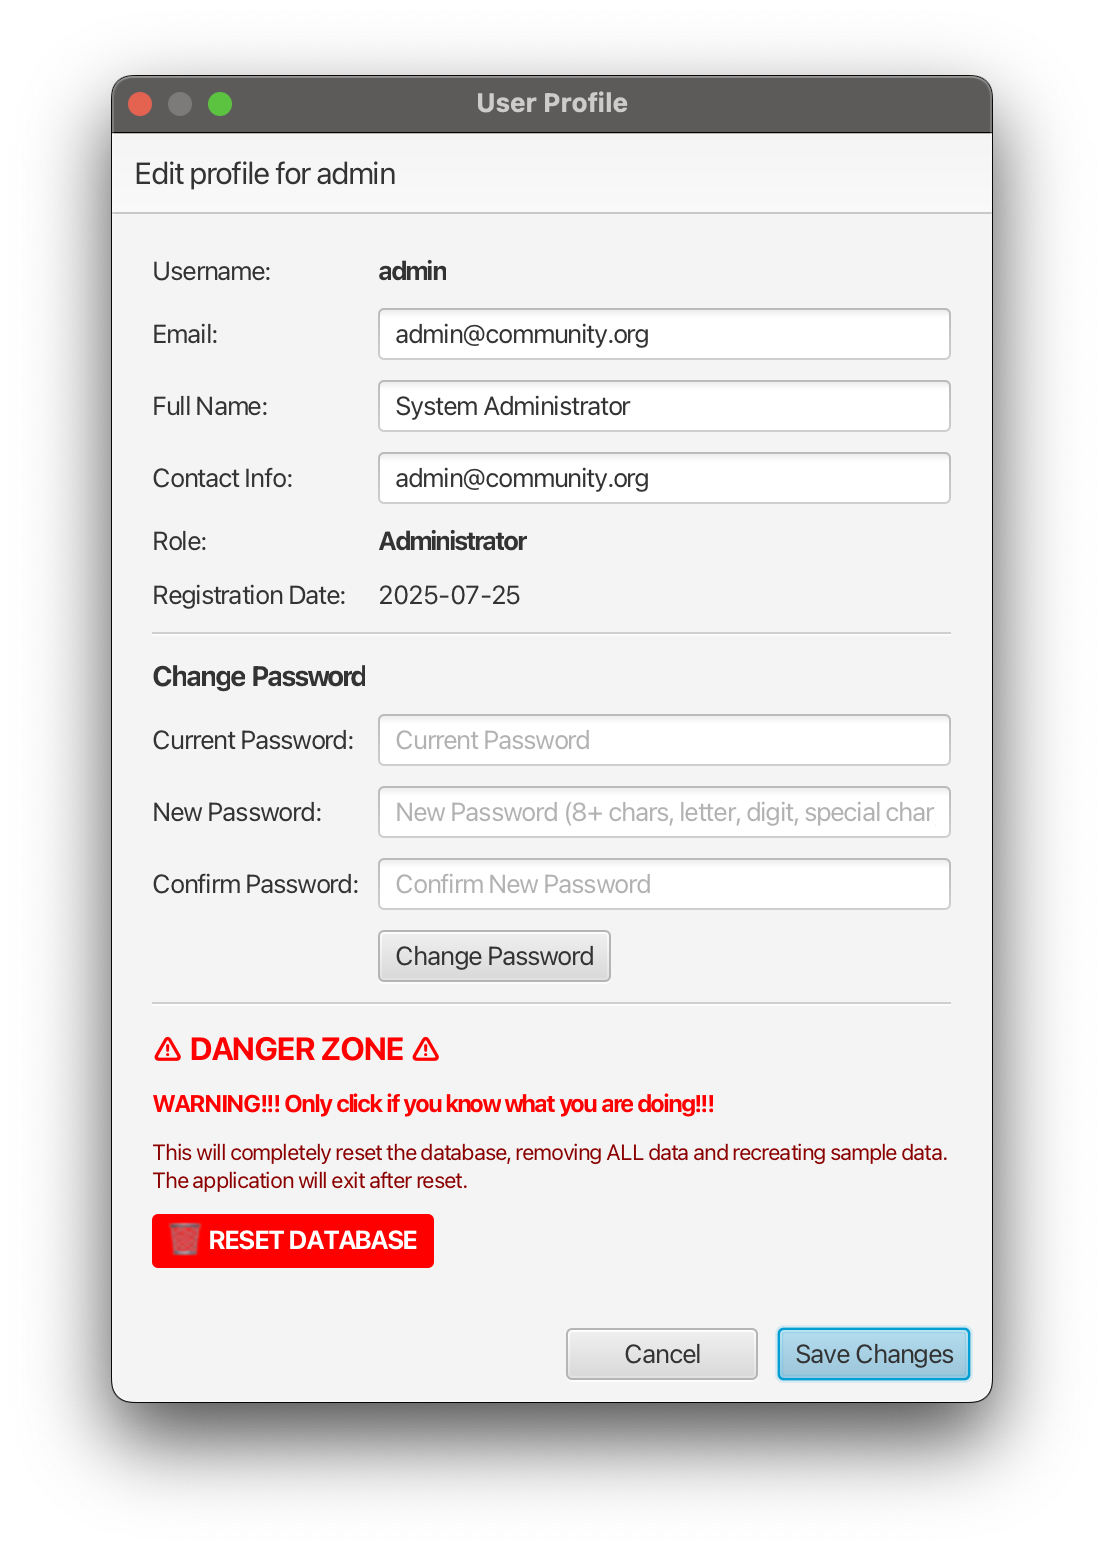 User Profile
Edit profile for admin
Username: admin
Email: admin@community.org
Full Name: System Administrator
Contact Info: admin@community.org
Role: Administrator
Registration Date: 2025-07-25
Change Password
Current Password: Current Password
New Password: New Password (8+ chars, letter, digit, special char
Confirm Password: Confirm New Password
Change Password
⚠ DANGER ZONE ⚠
WARNING!!! Only click if you know what you are doing!!!
This will completely reset the database, removing ALL data and recreating sample data.
The application will exit after reset.
RESET DATABASE
Cancel Save Changes